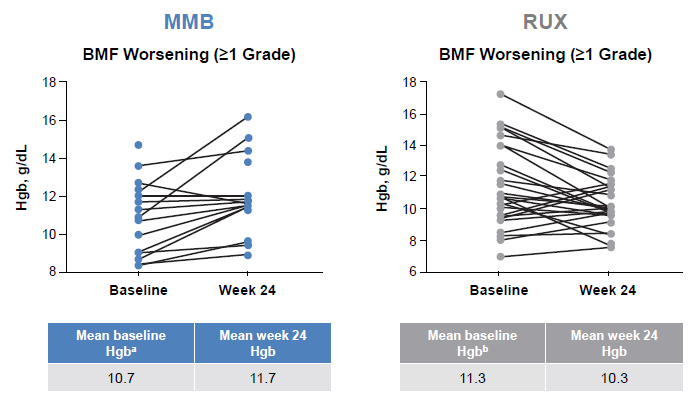 MMB
BMF Worsening (≥1 Grade)
18
16
14
12
10
8
Hgb, g/dL
Baseline
Week 24
Mean baseline
Hgbᵃ
Mean week 24
Hgb
10.7
11.7
RUX
BMF Worsening (≥1 Grade)
18
16
14
12
10
8
6
Hgb, g/dL
Baseline
Week 24
Mean baseline
Hgbᵇ
Mean week 24
Hgb
11.3
10.3